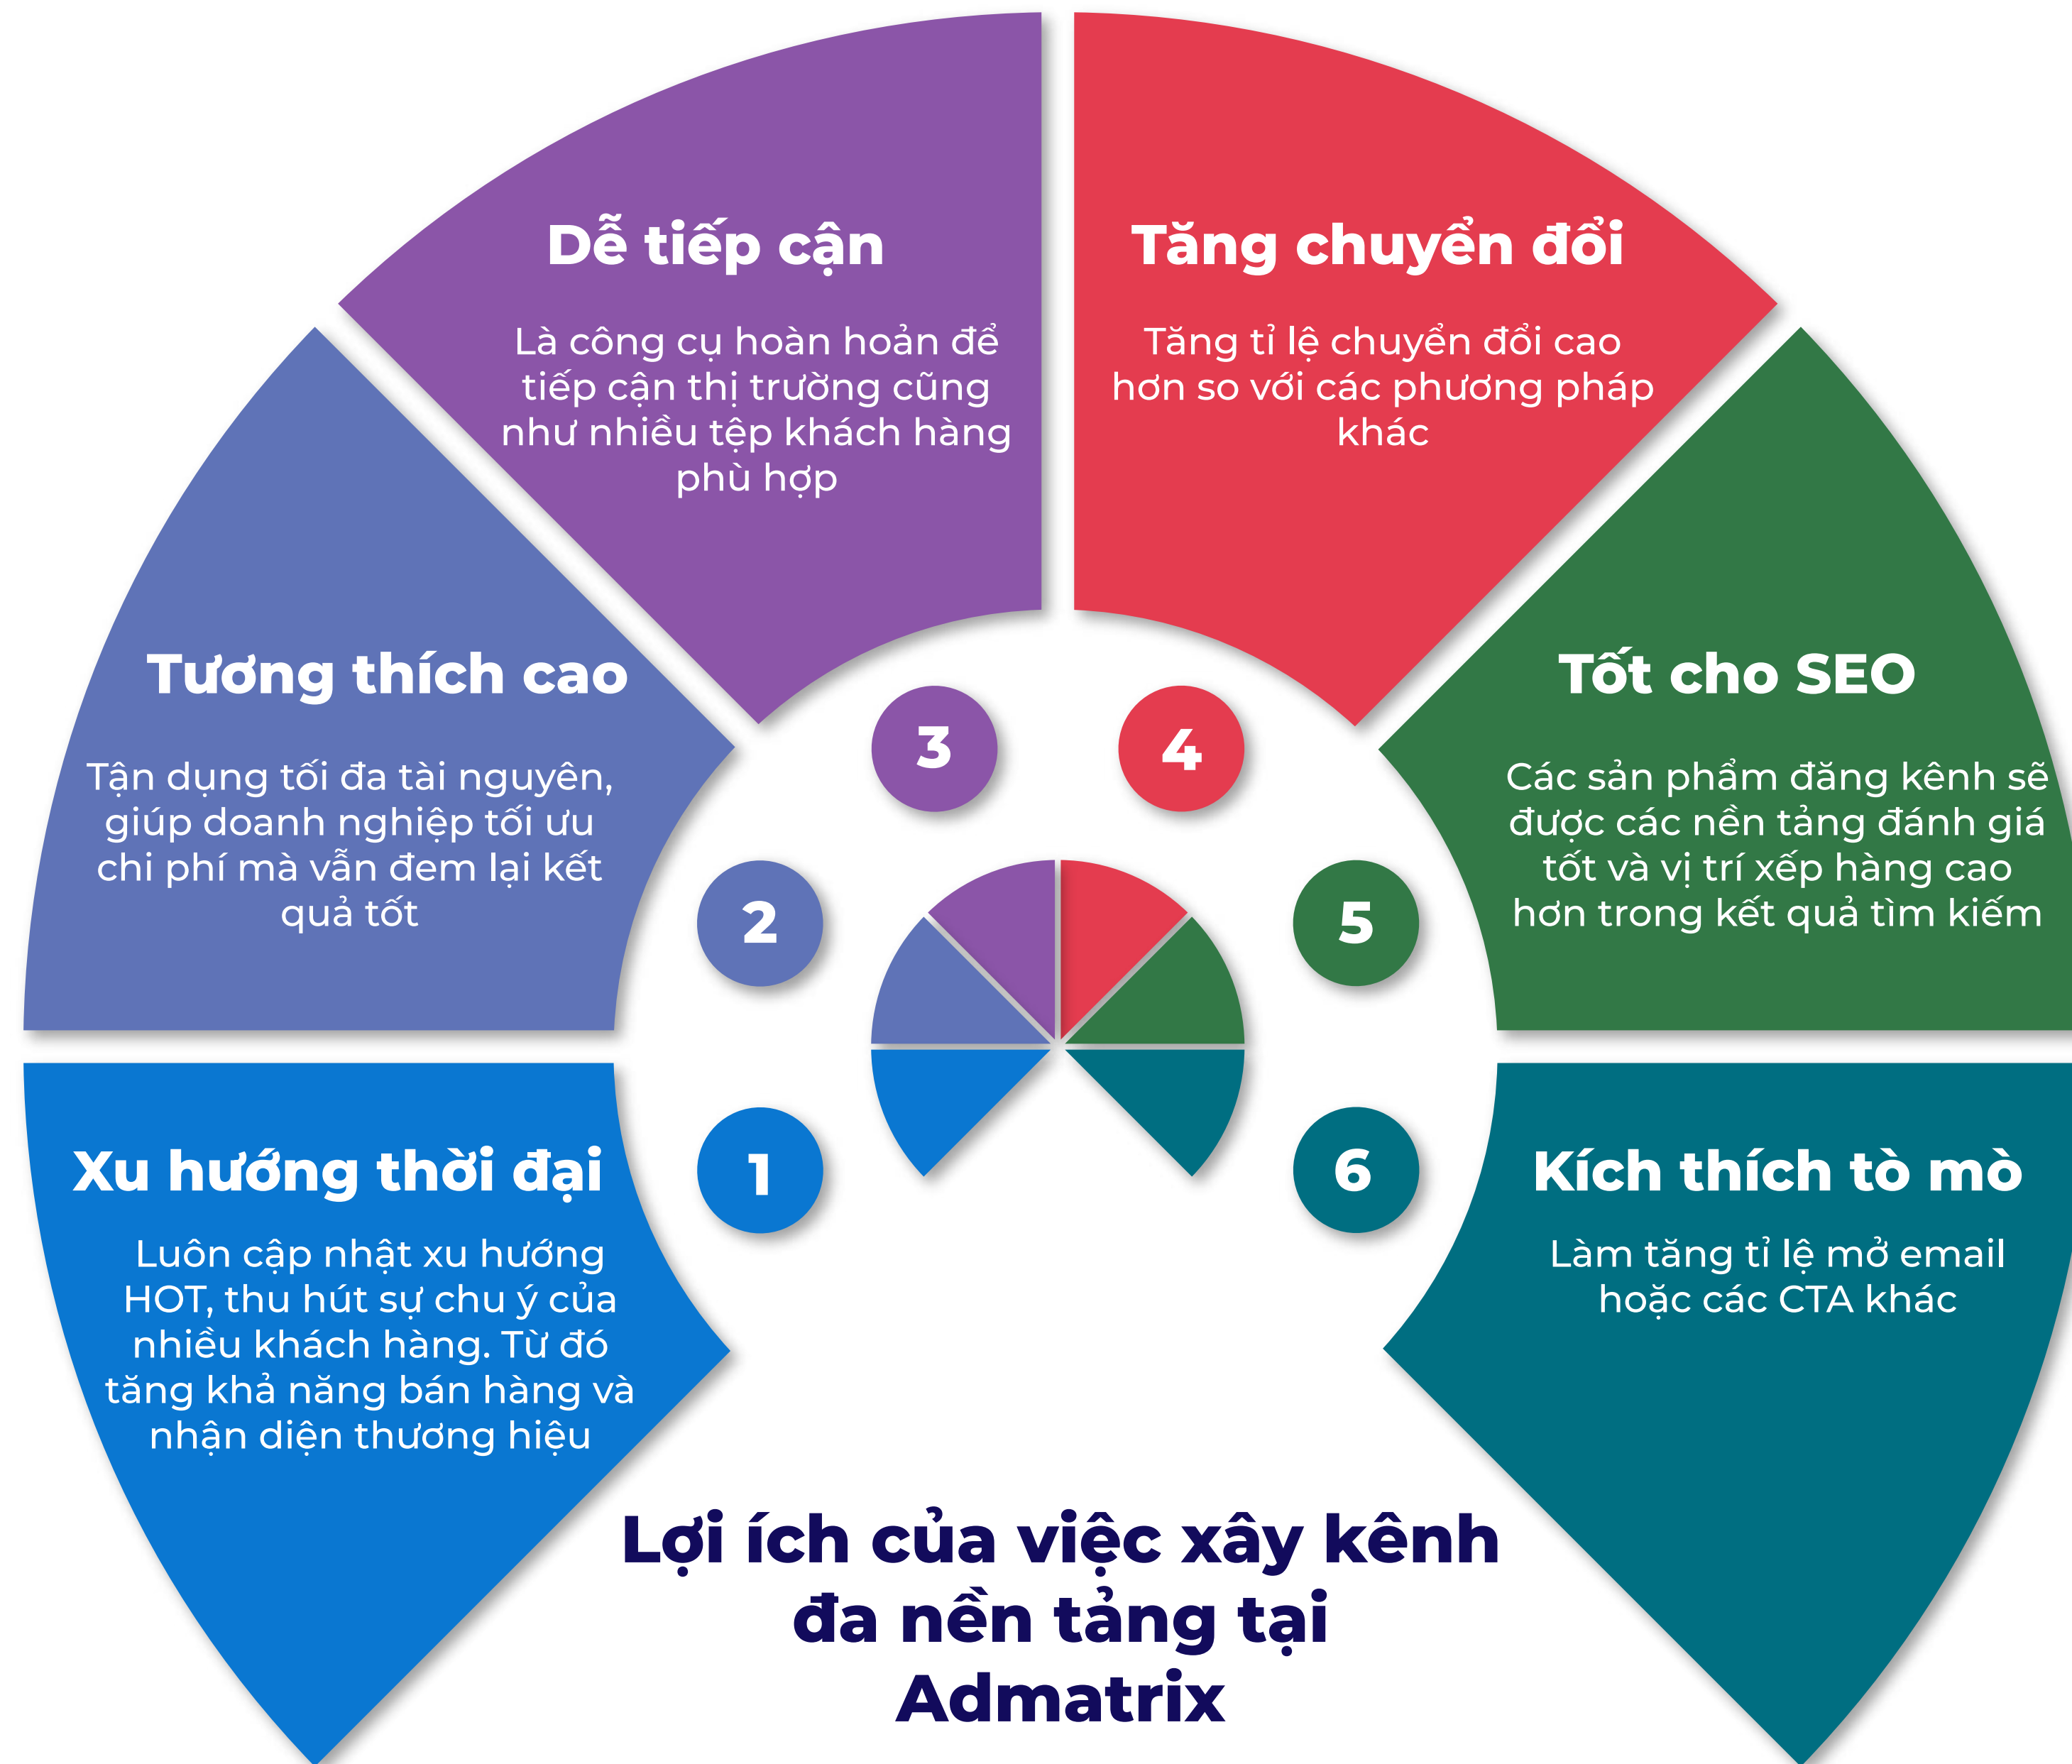 Dễ tiếp cận
Là công cụ hoàn hoản để
tiếp cận thị trường cũng
như nhiều tệp khách hàng
phù hợp
Tăng chuyển đổi
Tăng tỉ lệ chuyển đổi cao
hơn so với các phương pháp
khác
Tương thích cao
Tận dụng tối đa tài nguyên,
giúp doanh nghiệp tối ưu
chi phí mà vẫn đem lại kết
quả tốt
Tốt cho SEO
Các sản phẩm đăng kênh sẽ
được các nền tảng đánh giá
tốt và vị trí xếp hàng cao
hơn trong kết quả tìm kiếm
3
4
2
5
1
6
Xu hướng thời đại
Luôn cập nhật xu hướng
HOT, thu hút sự chu ý của
nhiều khách hàng. Từ đó
tăng khả năng bán hàng và
nhận diện thương hiệu
Kích thích tò mò
Làm tăng tỉ lệ mở email
hoặc các CTA khác
Lợi ích của việc xây kênh
đa nền tảng tại
Admatrix